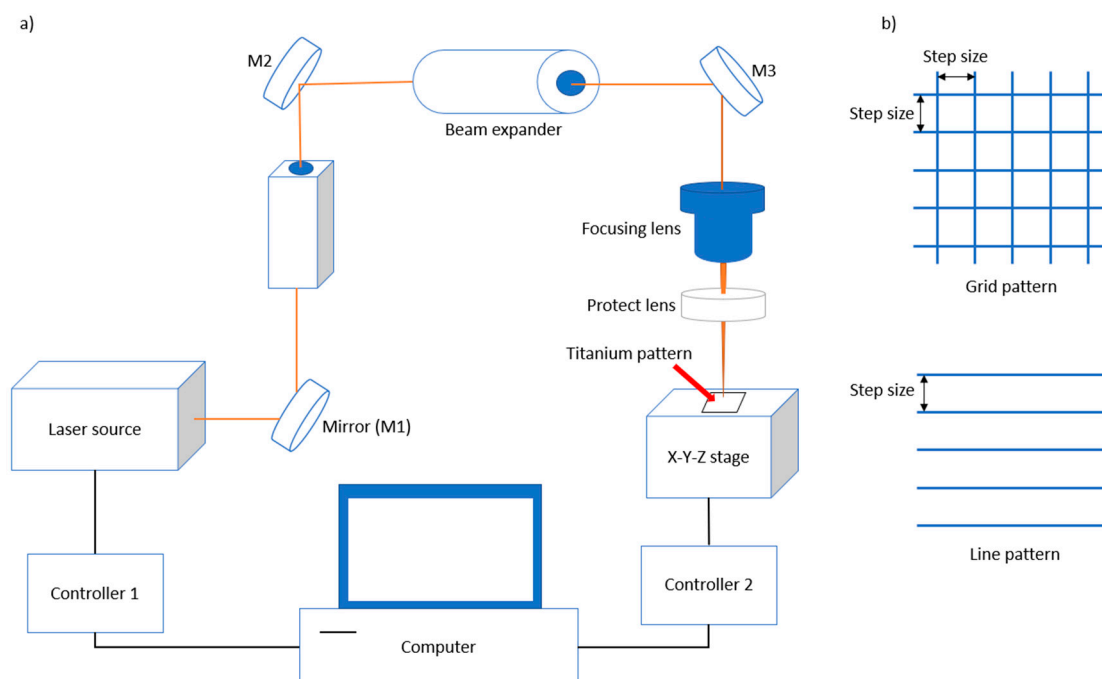 a)
b)
M2
M3
Step size
Step size
Beam expander
Focusing lens
Grid pattern
Protect lens
Titanium pattern
Step size
Laser source
Mirror (M1)
X-Y-Z stage
Line pattern
Controller 1
Controller 2
Computer